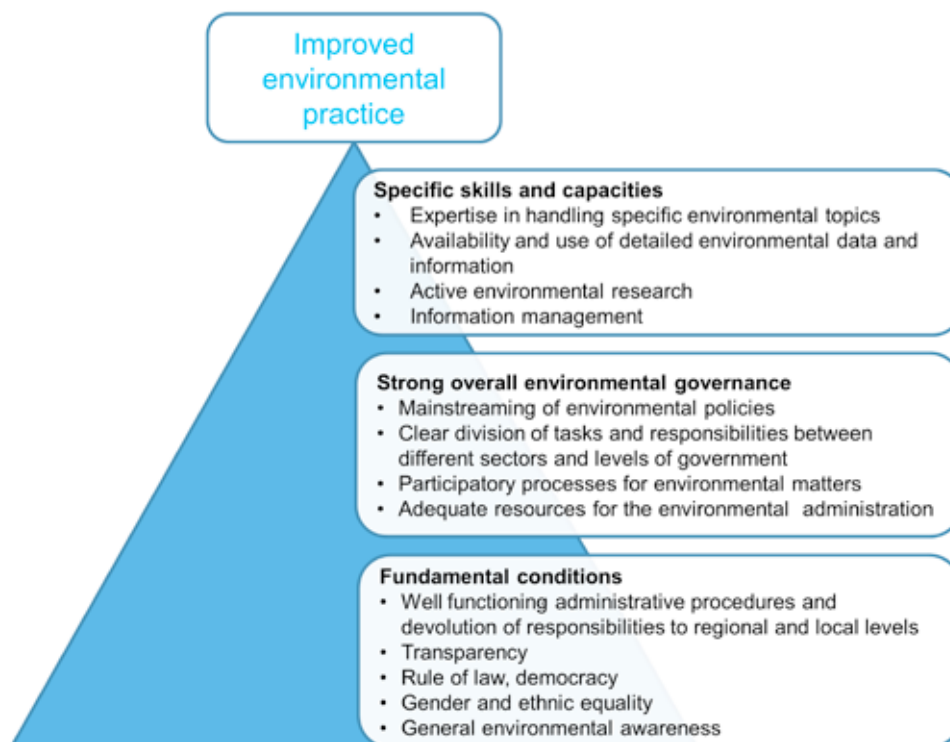 Improved
environmental
practice
Specific skills and capacities
• Expertise in handling specific environmental topics
• Availability and use of detailed environmental data and
information
• Active environmental research
• Information management
Strong overall environmental governance
• Mainstreaming of environmental policies
• Clear division of tasks and responsibilities between
different sectors and levels of government
• Participatory processes for environmental matters
• Adequate resources for the environmental administration
Fundamental conditions
• Well functioning administrative procedures and
devolution of responsibilities to regional and local levels
• Transparency
• Rule of law, democracy
• Gender and ethnic equality
• General environmental awareness